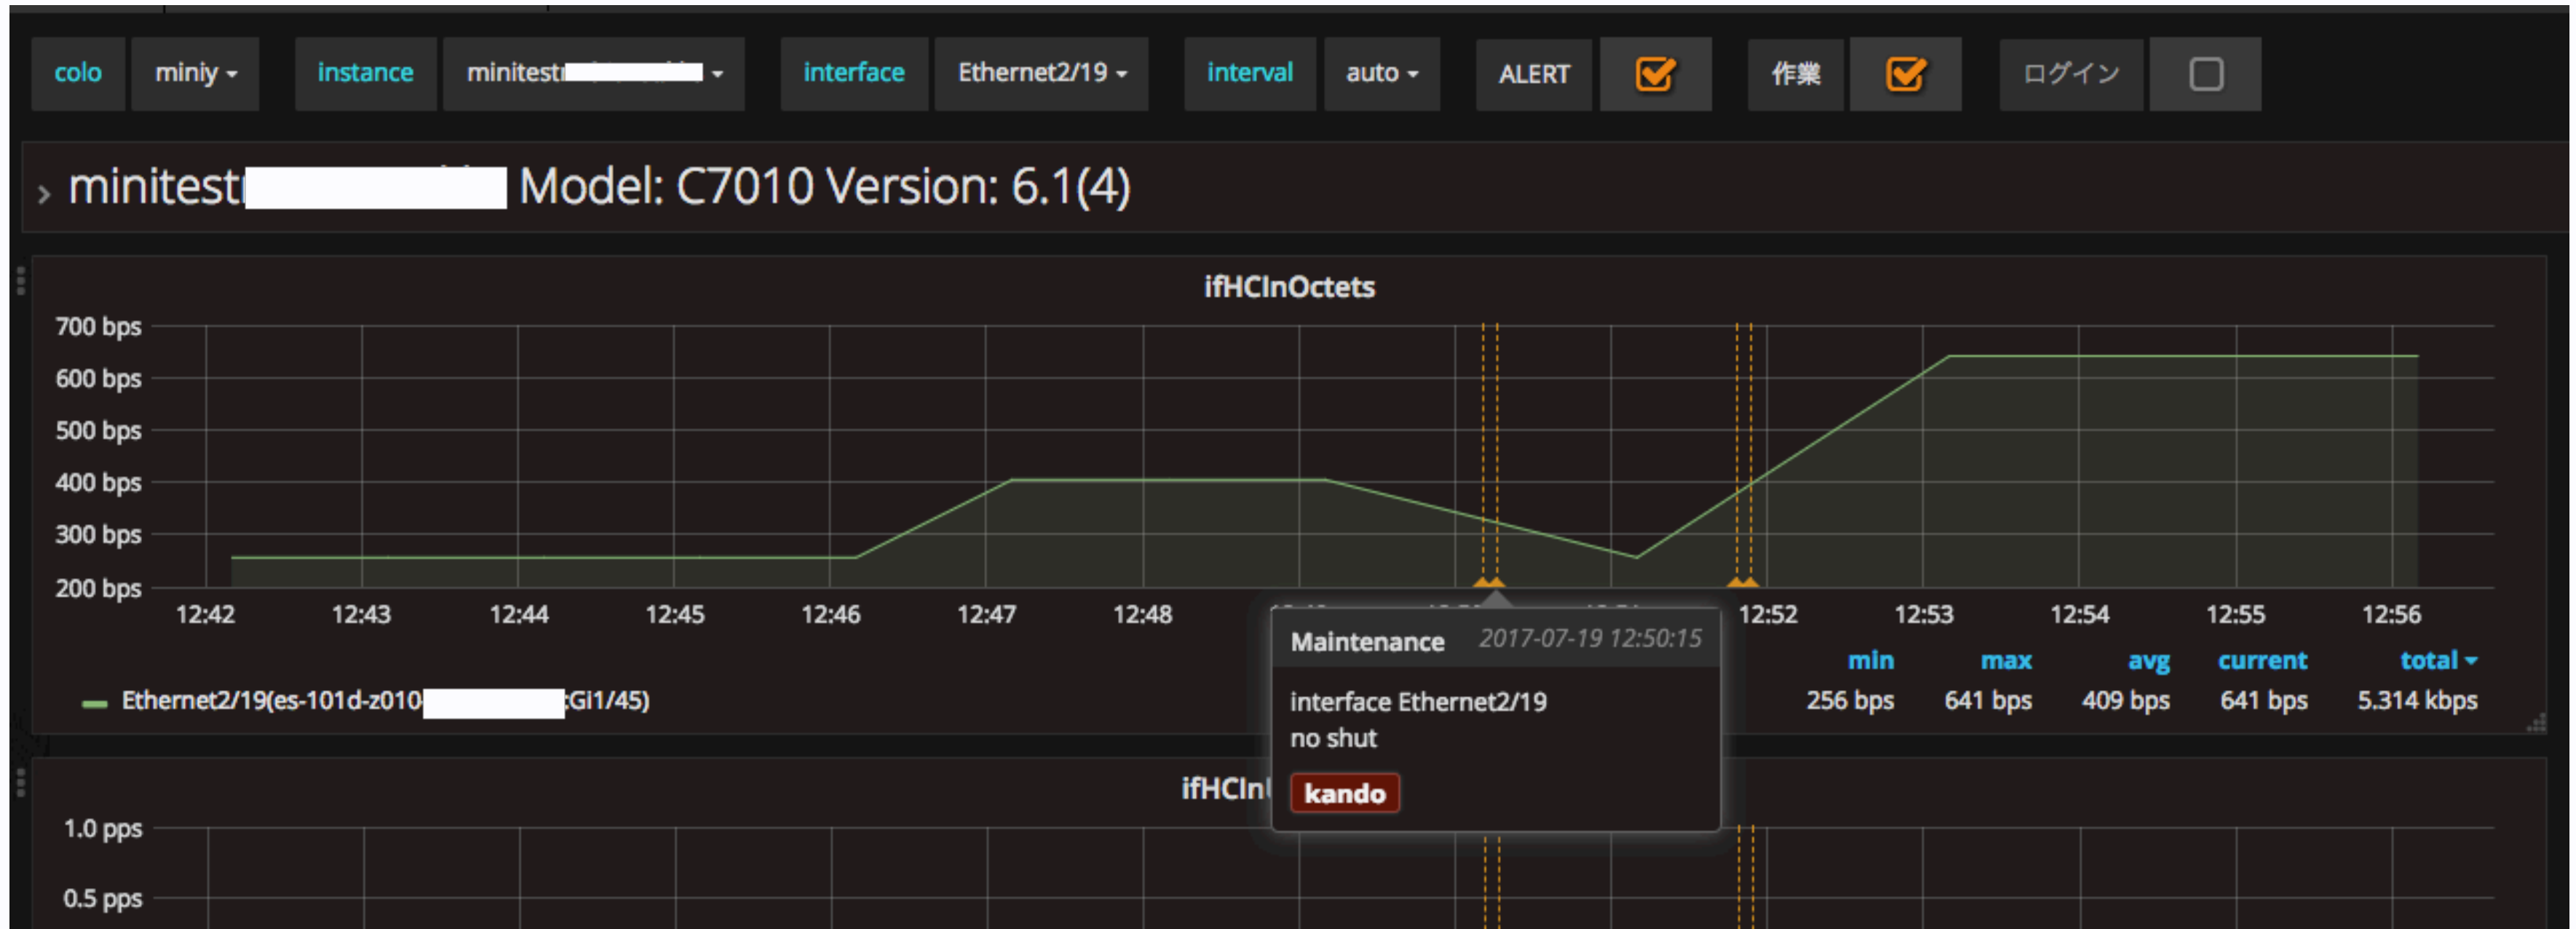 colo miniy instance minitest interface Ethernet2/19 interval auto ALERT 作業 ログイン
minitest Model: C7010 Version: 6.1(4)
ifHCInOctets
700 bps
600 bps
500 bps
400 bps
300 bps
200 bps
12:42 12:43 12:44 12:45 12:46 12:47 12:48 12:52 12:53 12:54 12:55 12:56
Maintenance 2017-07-19 12:50:15
interface Ethernet2/19
no shut
kando
min max avg current total
Ethernet2/19(es-101d-z010 :Gi1/45) 256 bps 641 bps 409 bps 641 bps 5.314 kbps
ifHCIn
1.0 pps
0.5 pps